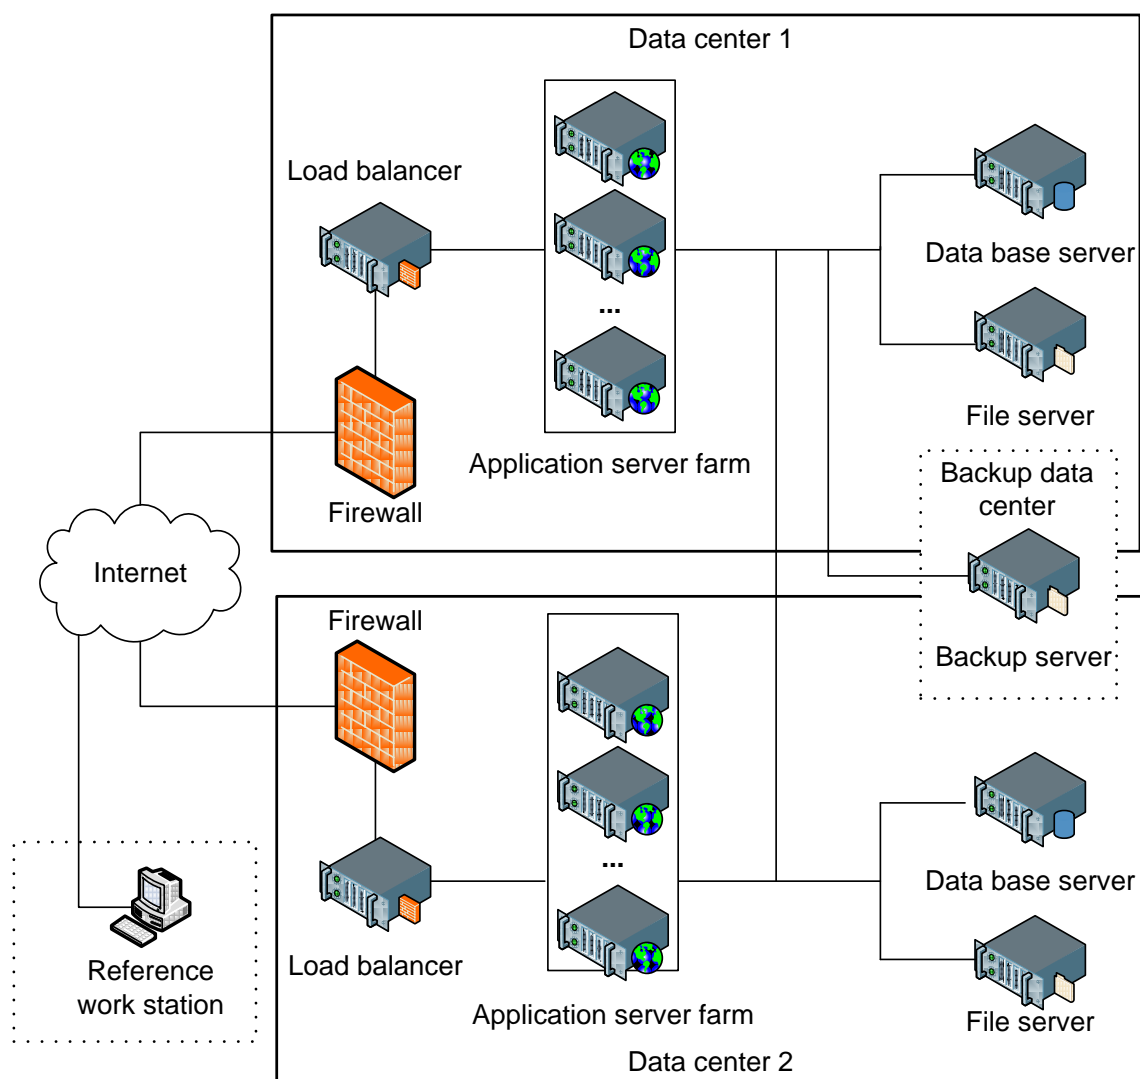 Data center 1
Load balancer
Data base server
...
File server
Application server farm
Backup data
center
Firewall
Internet
Firewall
Backup server
...
Data base server
Reference
work station
Load balancer
Application server farm
File server
Data center 2